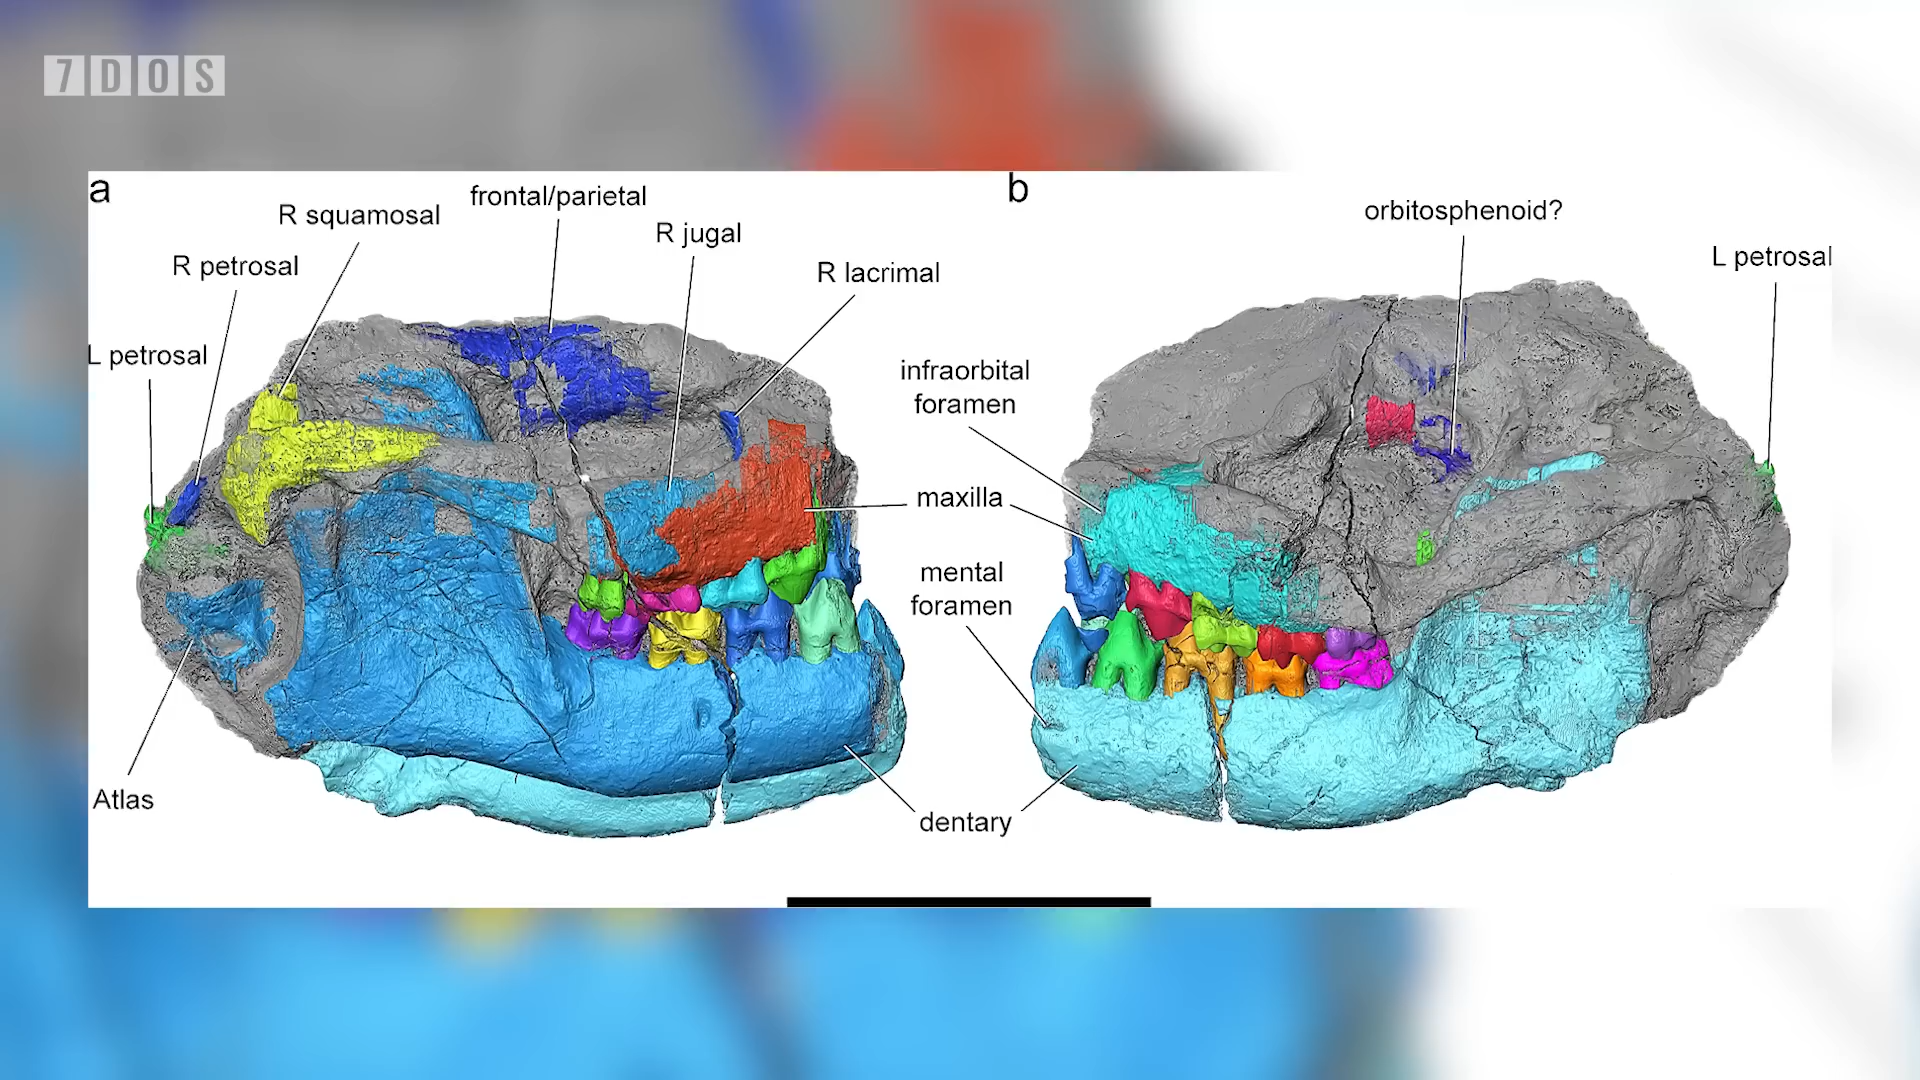 7DOS
a
b
frontal/parietal
R squamosal
R jugal
R petrosal
R lacrimal
L petrosal
orbitosphenoid?
L petrosal
infraorbital
foramen
maxilla
mental
foramen
Atlas
dentary